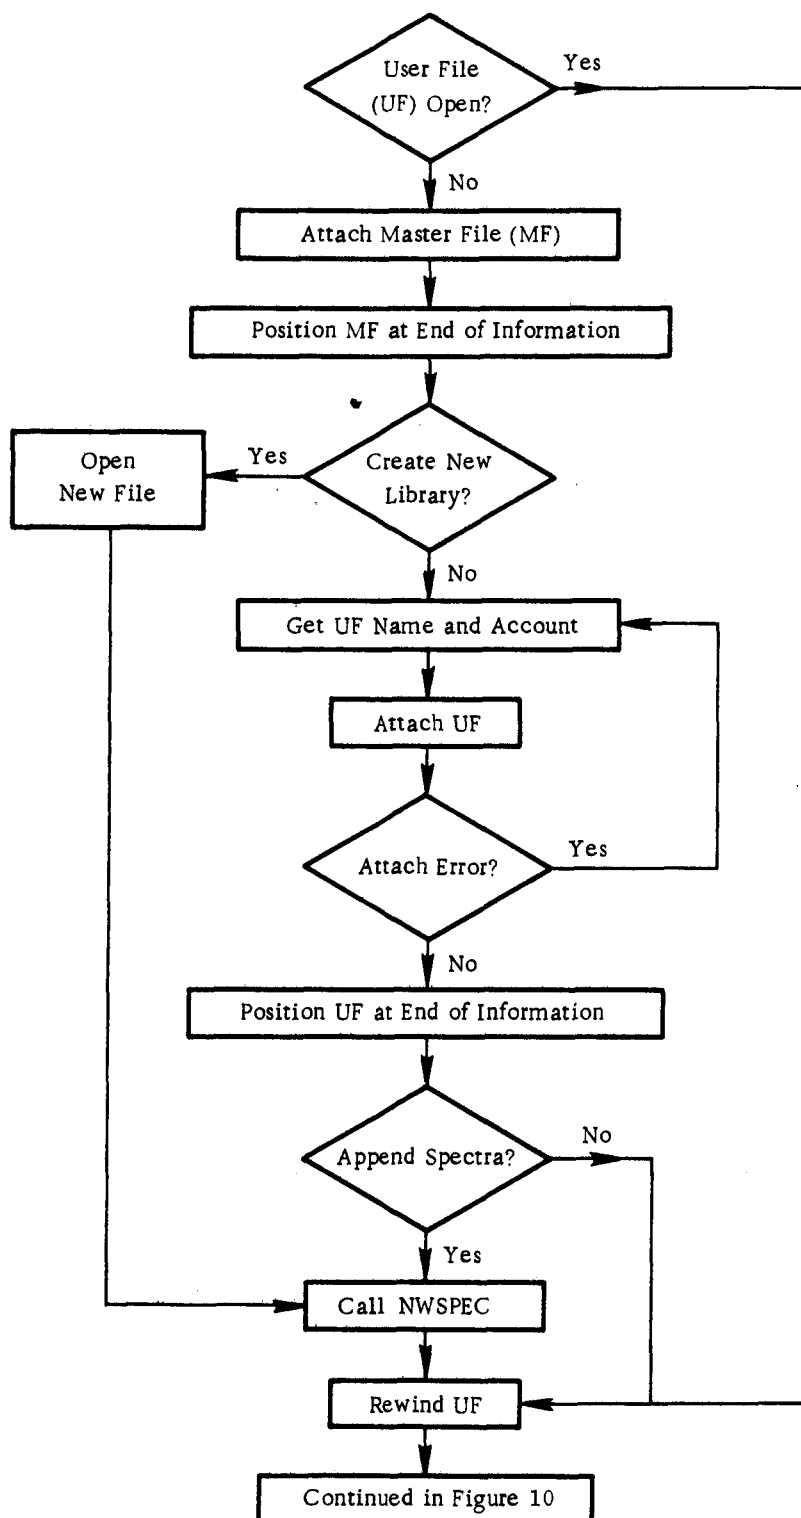 User File
(UF) Open?
Yes
No
Attach Master File (MF)
Position MF at End of Information
Open
New File
Yes
Create New
Library?
No
Get UF Name and Account
Attach UF
Attach Error?
Yes
No
Position UF at End of Information
Append Spectra?
No
Yes
Call NWSPEC
Rewind UF
Continued in Figure 10